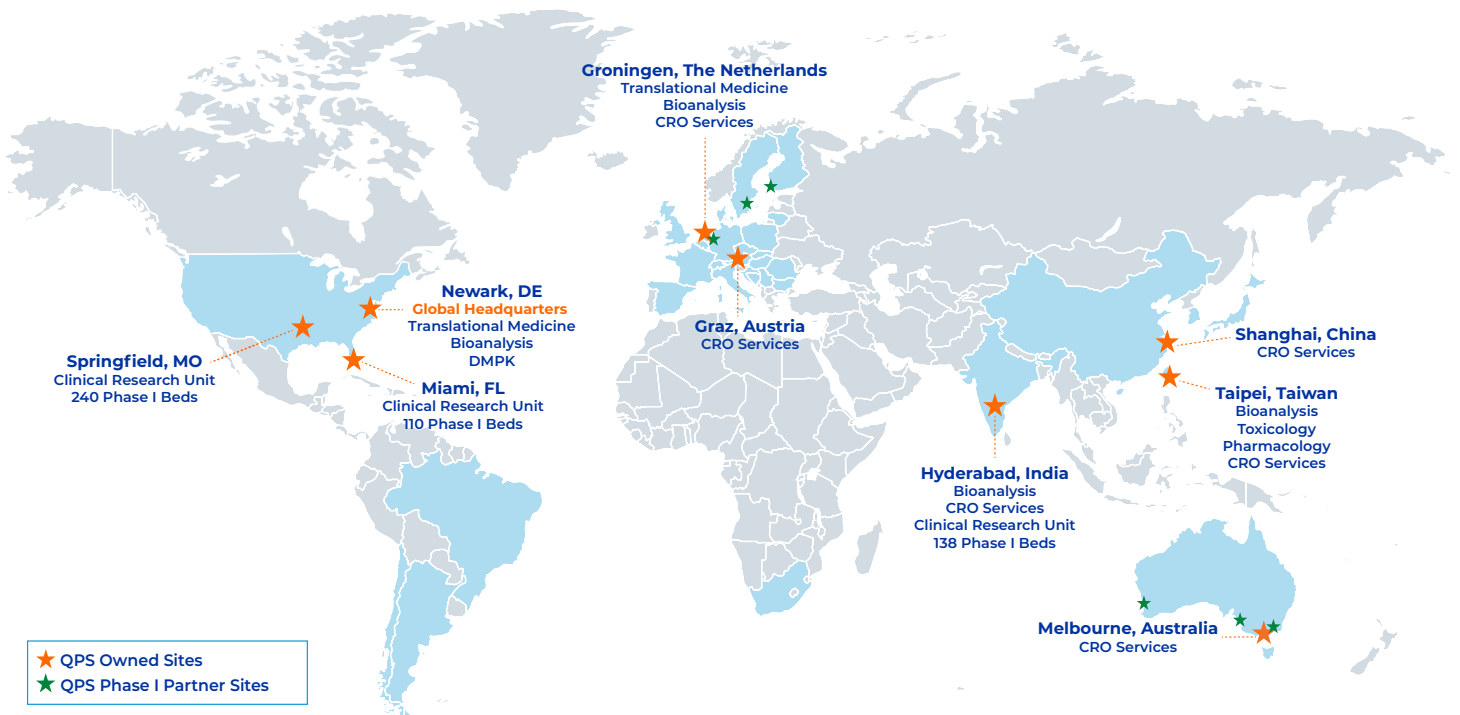 Groningen, The Netherlands
Translational Medicine
Bioanalysis
CRO Services
Newark, DE
Global Headquarters
Translational Medicine
Bioanalysis
DMPK
Springfield, MO
Clinical Research Unit
240 Phase I Beds
Miami, FL
Clinical Research Unit
110 Phase I Beds
Graz, Austria
CRO Services
Shanghai, China
CRO Services
Taipei, Taiwan
Bioanalysis
Toxicology
Pharmacology
CRO Services
Hyderabad, India
Bioanalysis
CRO Services
Clinical Research Unit
138 Phase I Beds
Melbourne, Australia
CRO Services
QPS Owned Sites
QPS Phase I Partner Sites